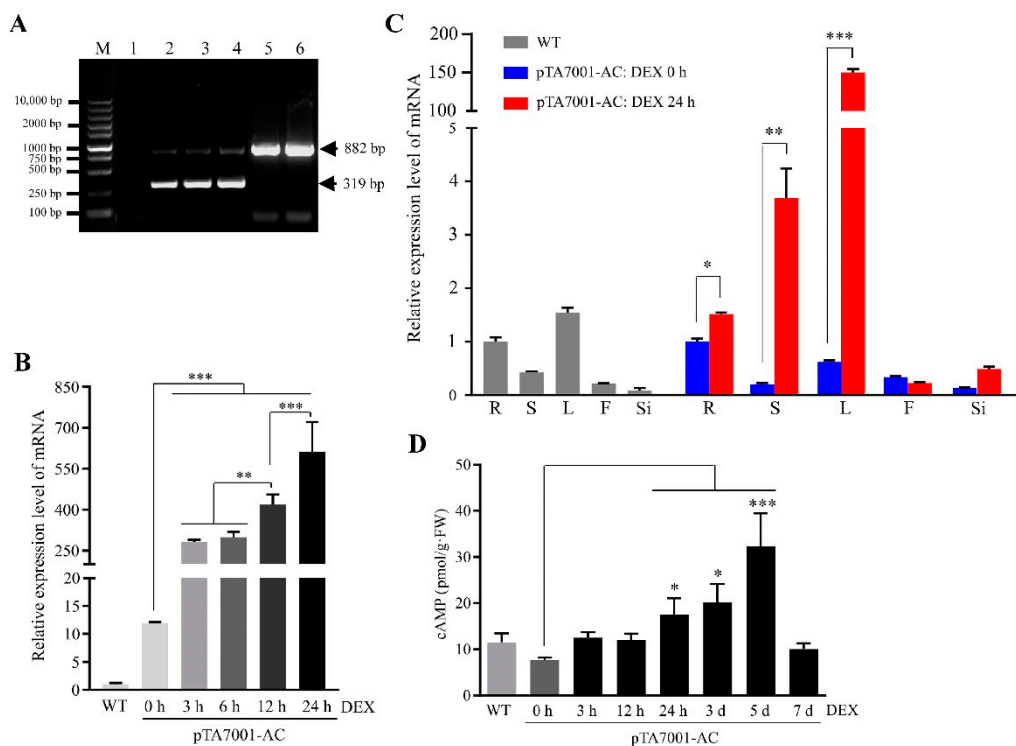 A
M 1 2 3 4 5 6
10,000 bp
2000 bp
1000 bp
750 bp
500 bp
250 bp
100 bp
882 bp
319 bp
B
Relative expression level of mRNA
850
700
550
400
250
20
15
10
5
0
***
***
**
WT 0 h 3 h 6 h 12 h 24 h DEX
pTA7001-AC
C
Relative expression level of mRNA
200
150
100
5
4
2
1
0
WT
pTA7001-AC: DEX 0 h
pTA7001-AC: DEX 24 h
*
**
***
R S L F Si R S L F Si
D
cAMP (pmol/g·FW)
50
40
30
20
10
0
* * ***
WT 0 h 3 h 12 h 24 h 3 d 5 d 7 d DEX
pTA7001-AC